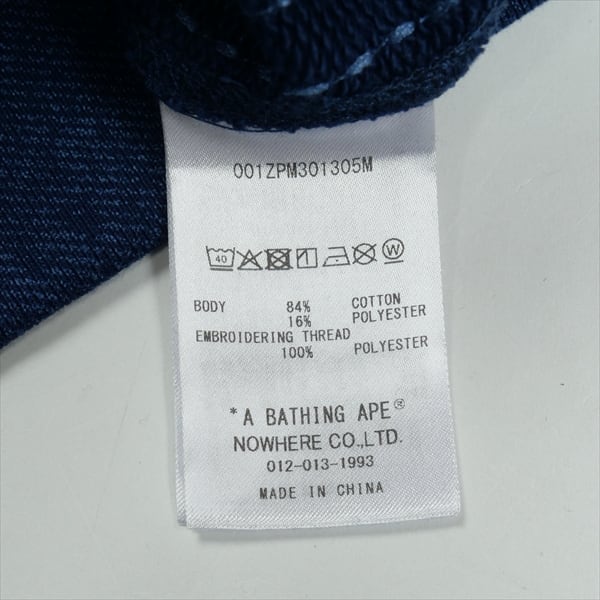 001ZPM301305M
40 W
BODY 84% COTTON
16% POLYESTER
EMBROIDERING THREAD
100% POLYESTER
*A BATHING APE®
NOWHERE CO.,LTD.
012-013-1993
MADE IN CHINA